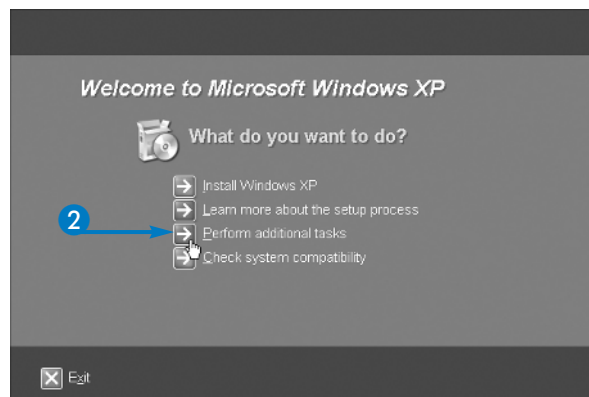 Welcome to Microsoft Windows XP
What do you want to do?
Install Windows XP
Learn more about the setup process
2
Perform additional tasks
Check system compatibility
Exit